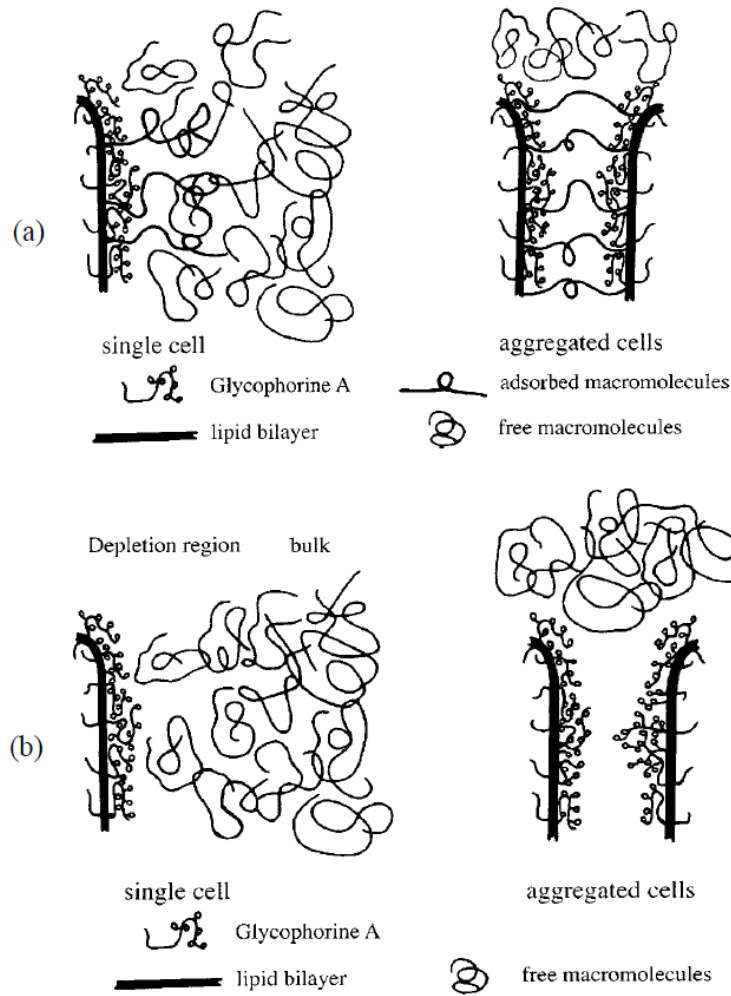 (a)
single cell
aggregated cells
Glycophorine A
adsorbed macromolecules
lipid bilayer
free macromolecules
Depletion region bulk
(b)
single cell
aggregated cells
Glycophorine A
lipid bilayer
free macromolecules